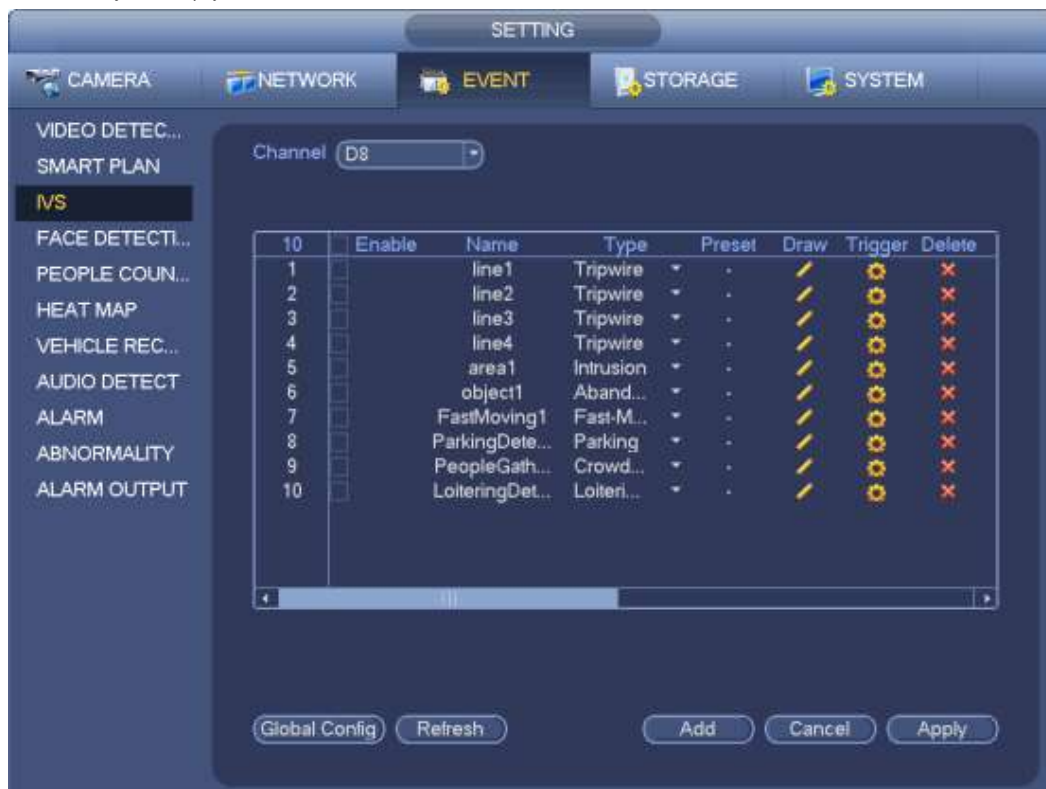 SETTING
CAMERA NETWORK EVENT STORAGE SYSTEM
VIDEO DETEC...
SMART PLAN
IVS
FACE DETECTI...
PEOPLE COUN...
HEAT MAP
VEHICLE REC...
AUDIO DETECT
ALARM
ABNORMALITY
ALARM OUTPUT
Channel D8
10 Enable Name Type Preset Draw Trigger Delete
1 line1 Tripwire -
2 line2 Tripwire -
3 line3 Tripwire -
4 line4 Tripwire -
5 area1 Intrusion -
6 object1 Aband... -
7 FastMoving1 Fast-M... -
8 ParkingDete... Parking -
9 PeopleGath... Crowd... -
10 LoiteringDet... Loiteri... -
Global Config Refresh Add Cancel Apply